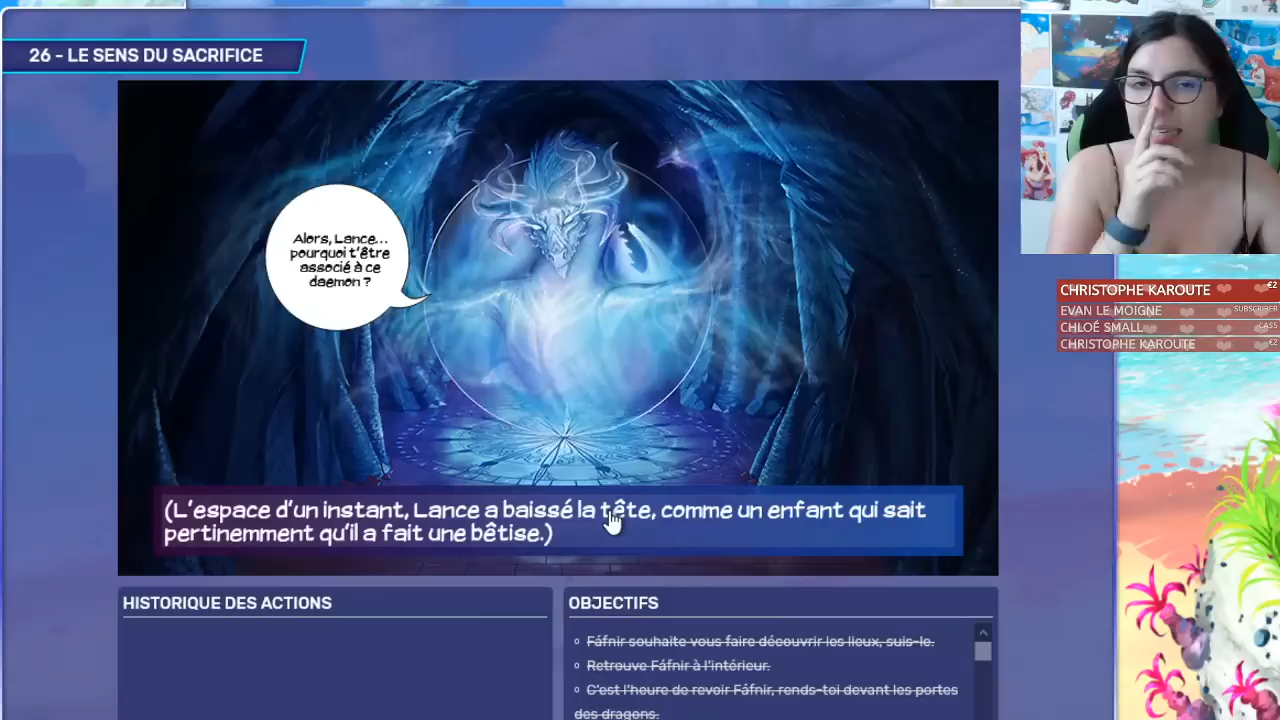 26 - LE SENS DU SACRIFICE
Alors, Lance...
pourquoi t'être
associé à ce
daemon ?
(L'espace d'un instant, Lance a baissé la tête, comme un enfant qui sait
pertinemment qu'il a fait une bêtise.)
CHRISTOPHE KAROUTE €2
EVAN LE MOIGNE SUBSCRIBER
CHLOÉ SMALL CASS
CHRISTOPHE KAROUTE €2
HISTORIQUE DES ACTIONS
OBJECTIFS
Fáfnir souhaite vous faire découvrir les lieux, suis-le.
Retrouve Fáfnir à l'intérieur.
C'est l'heure de revoir Fáfnir, rends-toi devant les portes
des dragons.